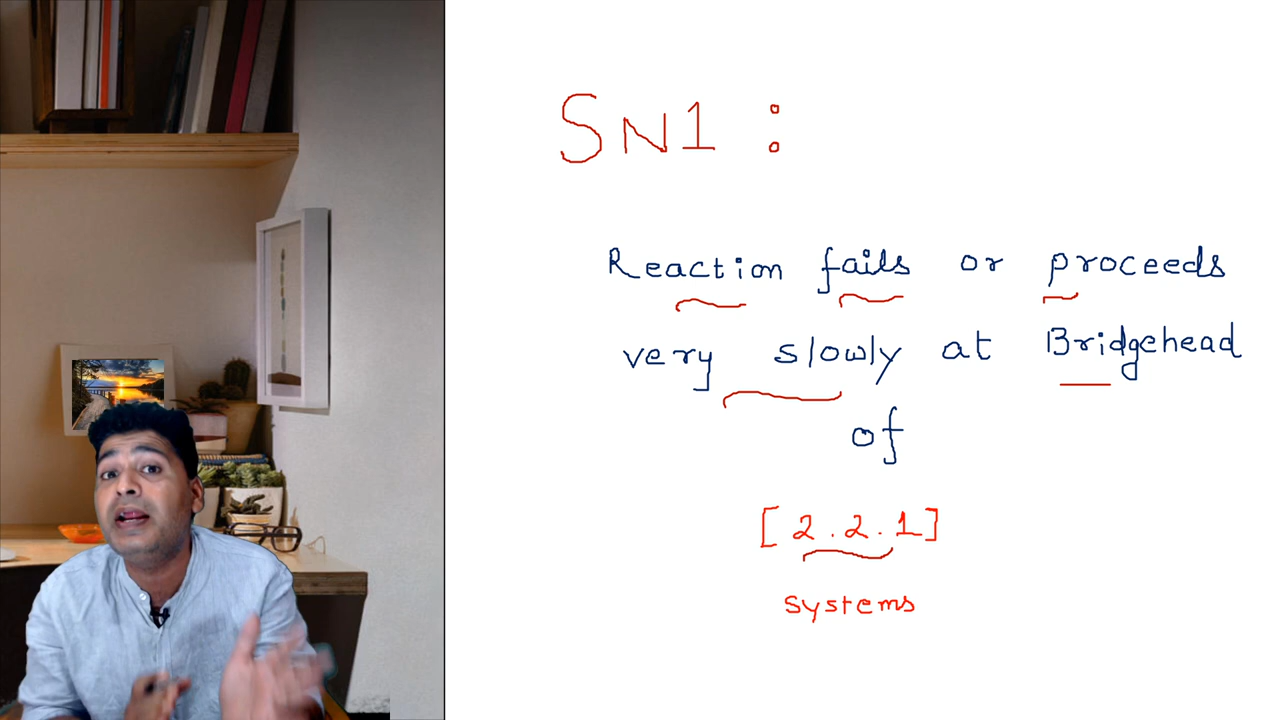 SN1 :
Reaction fails or proceeds
very slowly at Bridgehead
of
[2.2.1]
systems